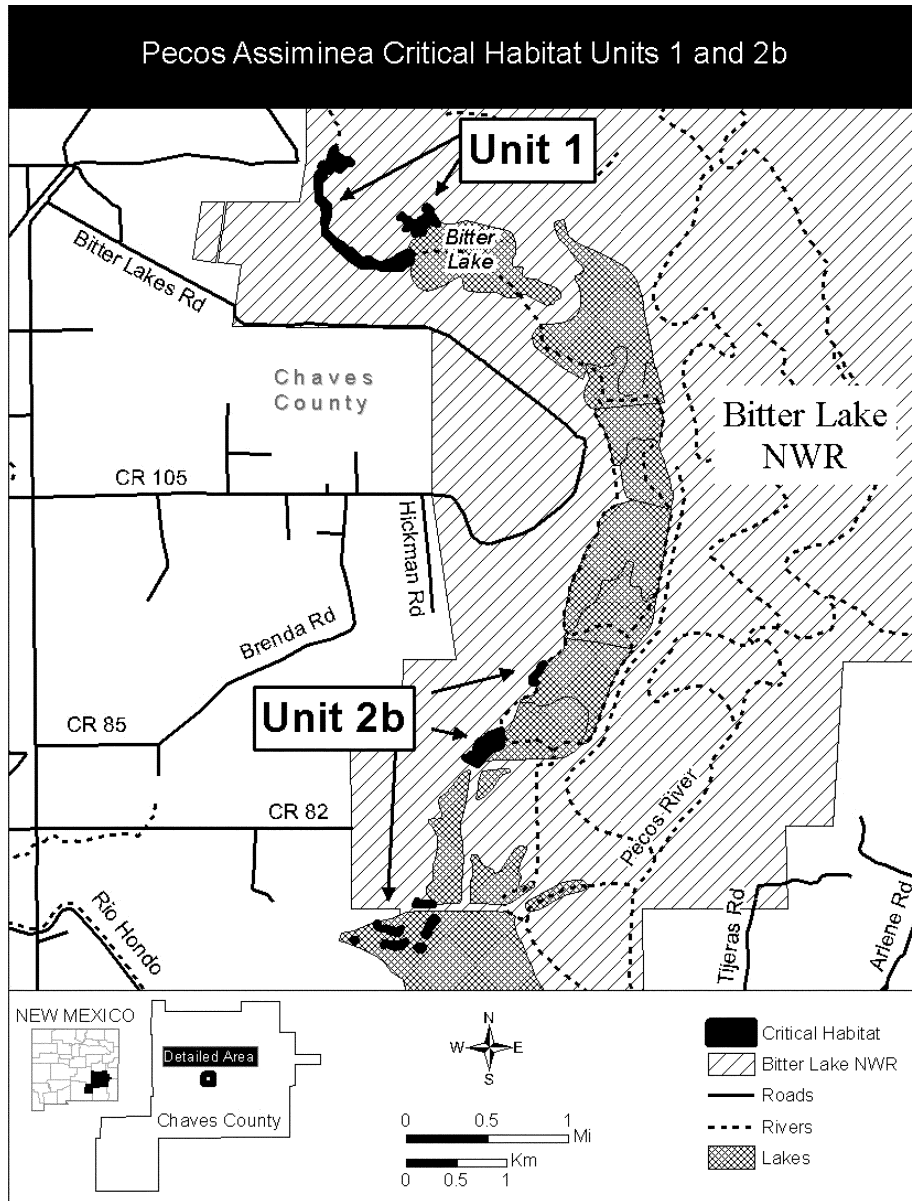 Pecos Assiminea Critical Habitat Units 1 and 2b
Unit 1
Bitter
Lake
Bitter Lakes Rd
Chaves
County
Bitter Lake
NWR
CR 105
Hickman Rd
Brenda Rd
Unit 2b
CR 85
CR 82
Pecos River
Rio Hondo
Tijeras Rd
Arlene Rd
NEW MEXICO
Detailed Area
Chaves County
N
W E
S
0 0.5 1
Mi
Km
0 0.5 1
Critical Habitat
Bitter Lake NWR
Roads
Rivers
Lakes